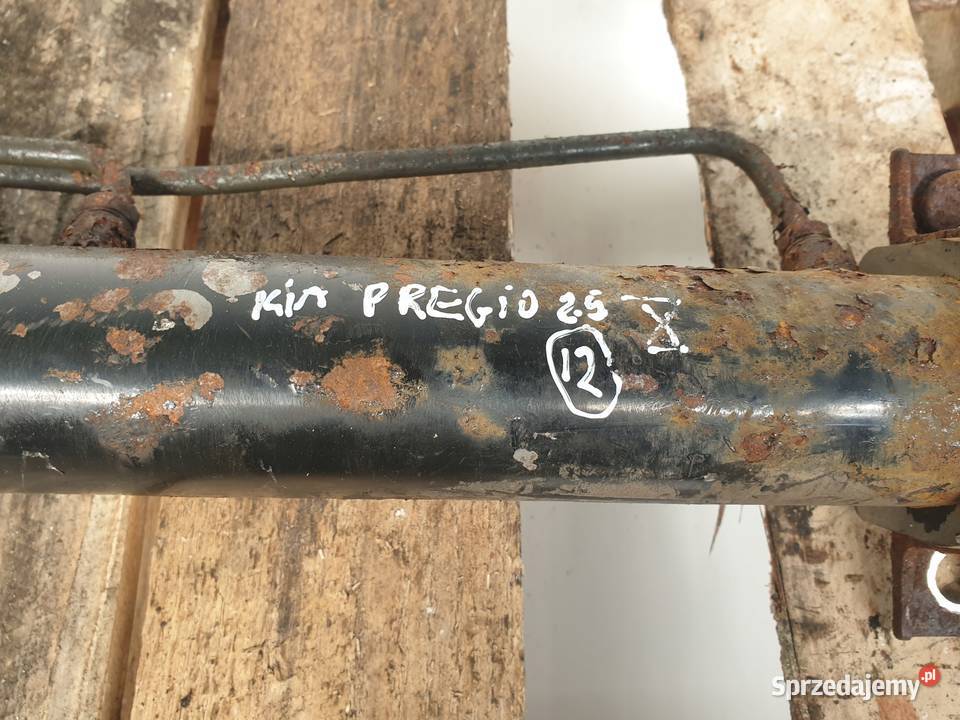 Kia PREGiO 2.5 X
12
Sprzedajemy.pl